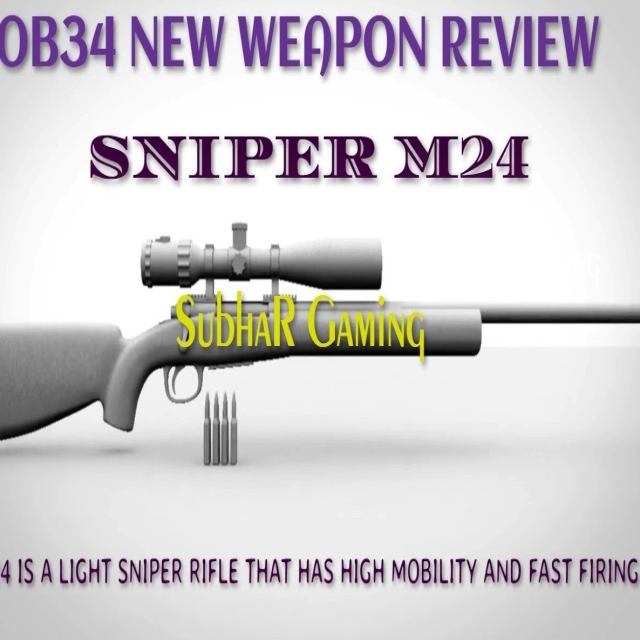 OB34 NEW WEAPON REVIEW
SNIPER M24
SubhaR Gaming
4 IS A LIGHT SNIPER RIFLE THAT HAS HIGH MOBILITY AND FAST FIRING